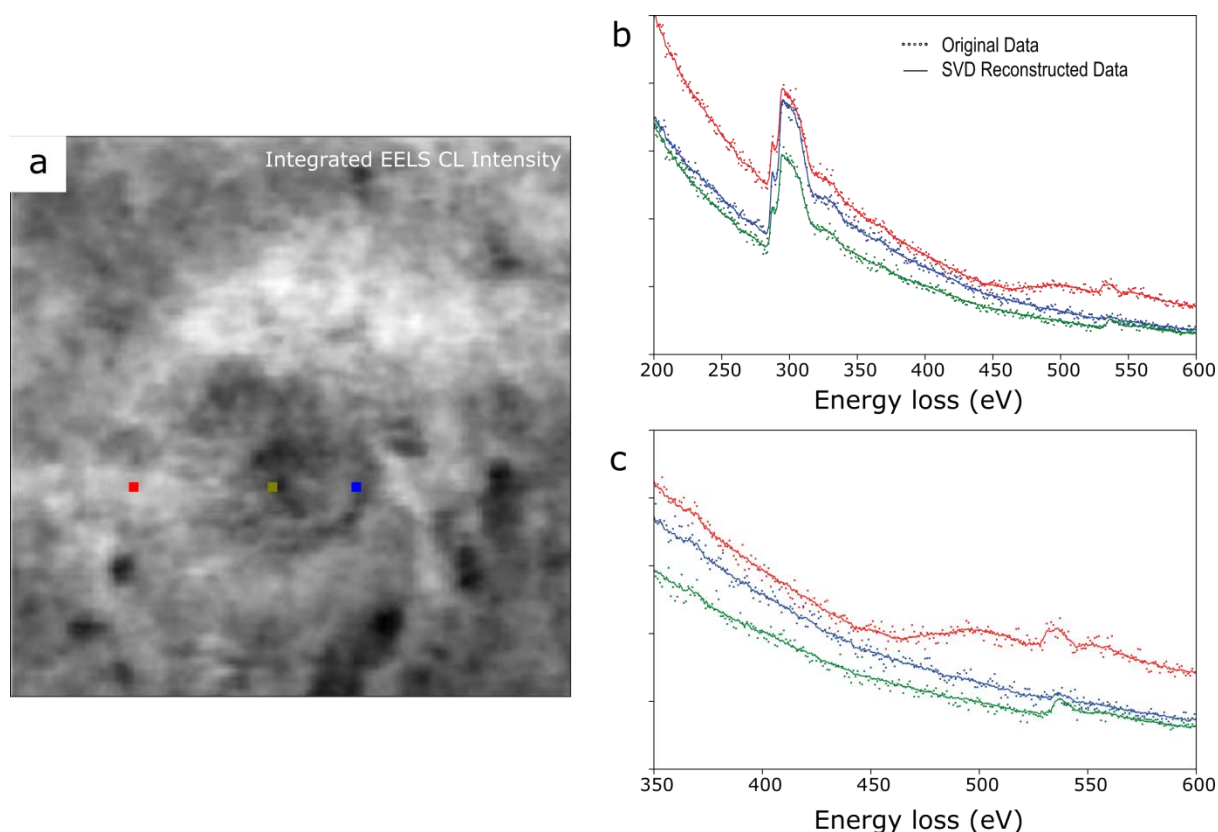 a
Integrated EELS CL Intensity
b
Original Data
SVD Reconstructed Data
200 250 300 350 400 450 500 550 600
Energy loss (eV)
c
350 400 450 500 550 600
Energy loss (eV)